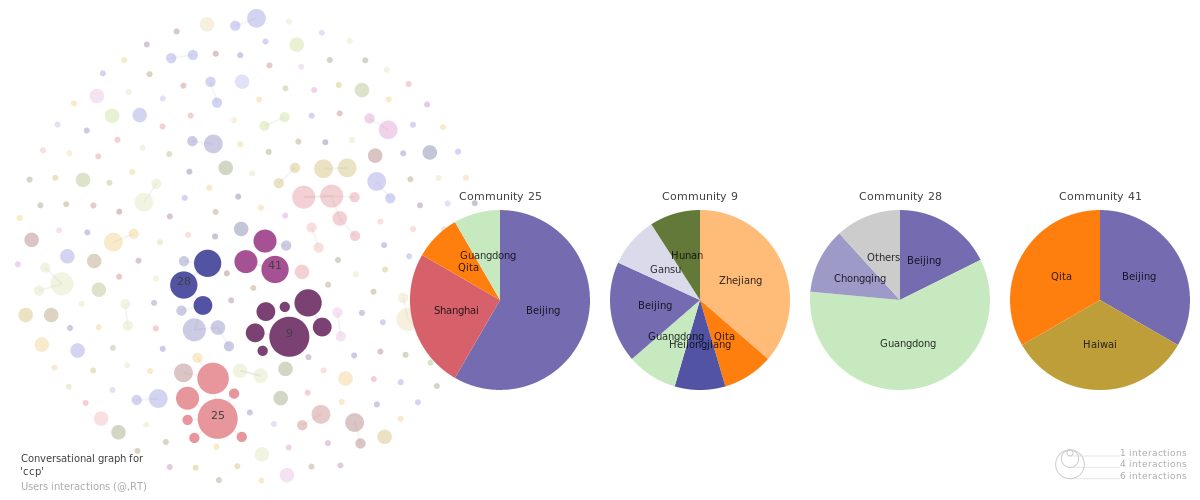 Community 25
Community 9
Community 28
Community 41
28
41
9
25
Guangdong
Qita
Shanghai
Beijing
Hunan
Gansu
Zhejiang
Beijing
Guangdong
Qita
Heilongjiang
Others
Beijing
Chongqing
Guangdong
Qita
Beijing
Haiwai
Conversational graph for
'ccp'
Users interactions (@,RT)
1 interactions
4 interactions
6 interactions